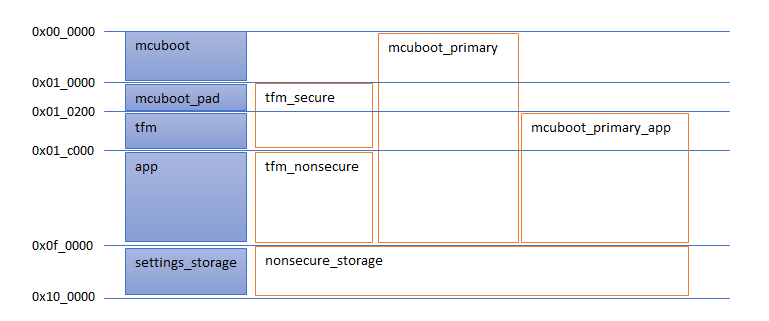 0x00_0000
mcuboot
mcuboot_primary
0x01_0000
mcuboot_pad
tfm_secure
0x01_0200
tfm
mcuboot_primary_app
0x01_c000
app
tfm_nonsecure
0x0f_0000
settings_storage
nonsecure_storage
0x10_0000